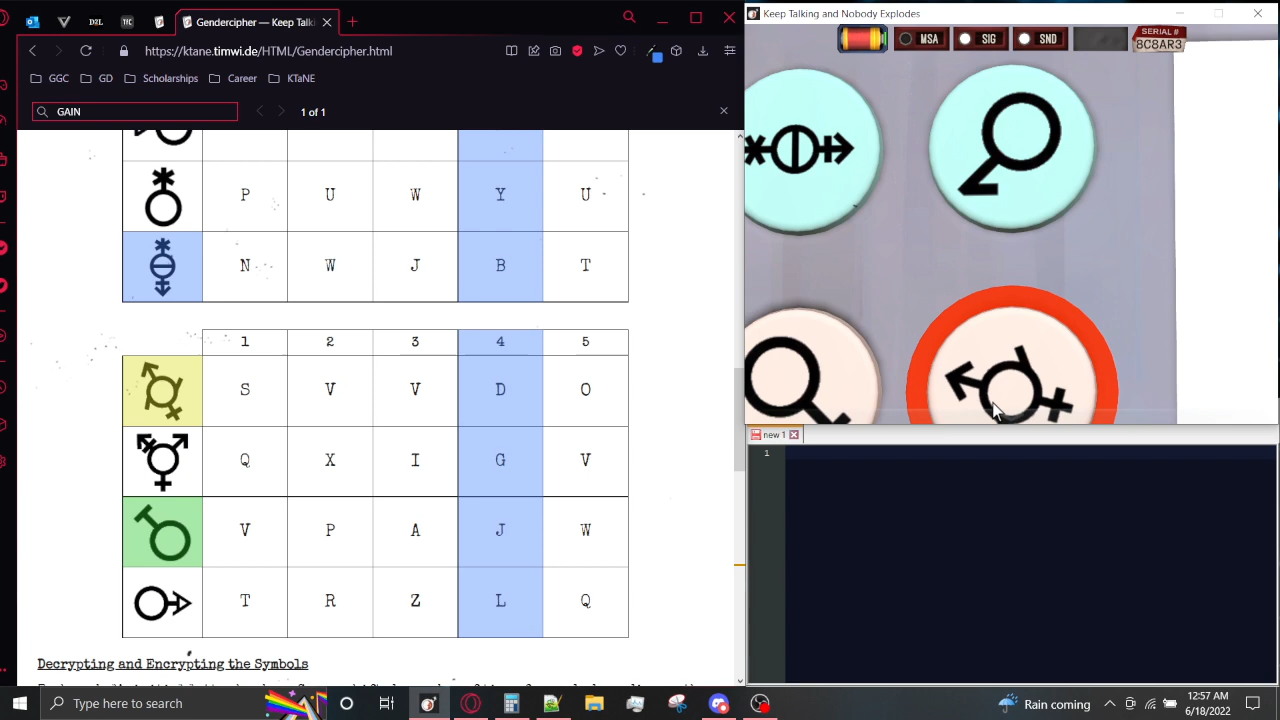 Gendercipher — Keep Talk
Keep Talking and Nobody Explodes
https://ktane.timwi.de/HTML/Gendercipher.html
MSA SIG SND SERIAL #
8C8AR3
GGC GD Scholarships Career KTaNE
GAIN 1 of 1
P U W Y U
N W J B T
1 2 3 4 5
S V V D O
Q X I G V
V P A J W
T R Z L Q
new 1
1
Decrypting and Encrypting the Symbols
Type here to search
Rain coming
12:57 AM
6/18/2022